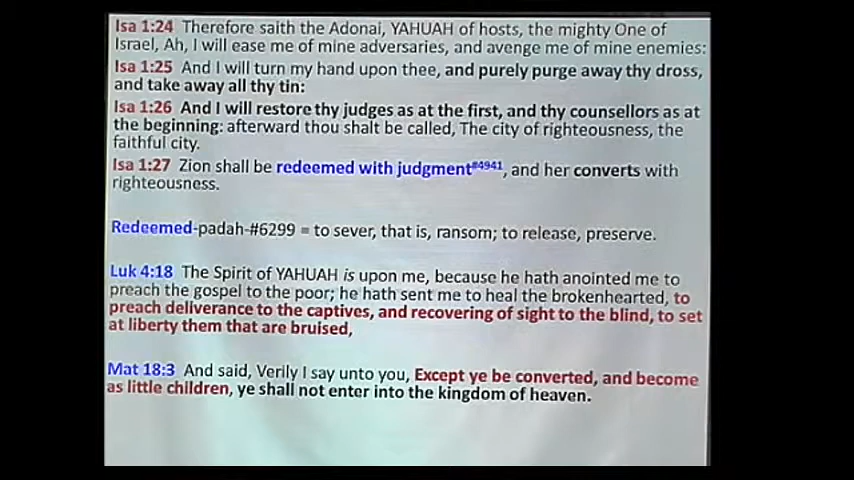 Isa 1:24 Therefore saith the Adonai, YAHUAH of hosts, the mighty One of
Israel, Ah, I will ease me of mine adversaries, and avenge me of mine enemies:
Isa 1:25 And I will turn my hand upon thee, and purely purge away thy dross,
and take away all thy tin:
Isa 1:26 And I will restore thy judges as at the first, and thy counsellors as at
the beginning: afterward thou shalt be called, The city of righteousness, the
faithful city.
Isa 1:27 Zion shall be redeemed with judgment#4941, and her converts with
righteousness.
Redeemed-padah-#6299 = to sever, that is, ransom; to release, preserve.
Luk 4:18 The Spirit of YAHUAH is upon me, because he hath anointed me to
preach the gospel to the poor; he hath sent me to heal the brokenhearted, to
preach deliverance to the captives, and recovering of sight to the blind, to set
at liberty them that are bruised,
Mat 18:3 And said, Verily I say unto you, Except ye be converted, and become
as little children, ye shall not enter into the kingdom of heaven.